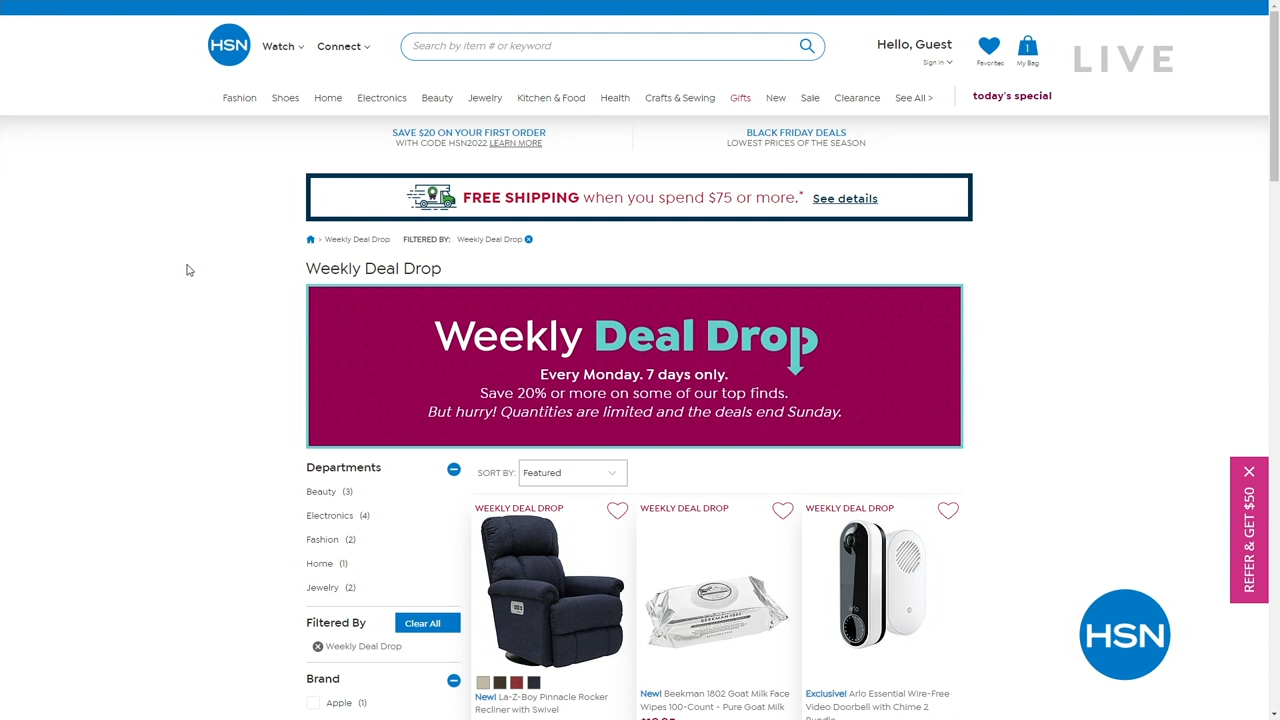 HSN
Watch
Connect
Search by item # or keyword
Hello, Guest
Sign In
Favorites
1
My Bag
LIVE
Fashion
Shoes
Home
Electronics
Beauty
Jewelry
Kitchen & Food
Health
Crafts & Sewing
Gifts
New
Sale
Clearance
See All >
today's special
SAVE $20 ON YOUR FIRST ORDER
WITH CODE HSN2022 LEARN MORE
BLACK FRIDAY DEALS
LOWEST PRICES OF THE SEASON
FREE SHIPPING when you spend $75 or more.* See details
> Weekly Deal Drop FILTERED BY: Weekly Deal Drop
Weekly Deal Drop
Weekly Deal Drop
Every Monday. 7 days only.
Save 20% or more on some of our top finds.
But hurry! Quantities are limited and the deals end Sunday.
Departments
Beauty (3)
Electronics (4)
Fashion (2)
Home (1)
Jewelry (2)
Filtered By
Clear All
Weekly Deal Drop
Brand
Apple (1)
SORT BY: Featured
WEEKLY DEAL DROP
New! La-Z-Boy Pinnacle Rocker
Recliner with Swivel
WEEKLY DEAL DROP
BEEKMAN 1802
New! Beekman 1802 Goat Milk Face
Wipes 100-Count - Pure Goat Milk
WEEKLY DEAL DROP
arlo
Exclusive! Arlo Essential Wire-Free
Video Doorbell with Chime 2
REFER & GET $50
HSN